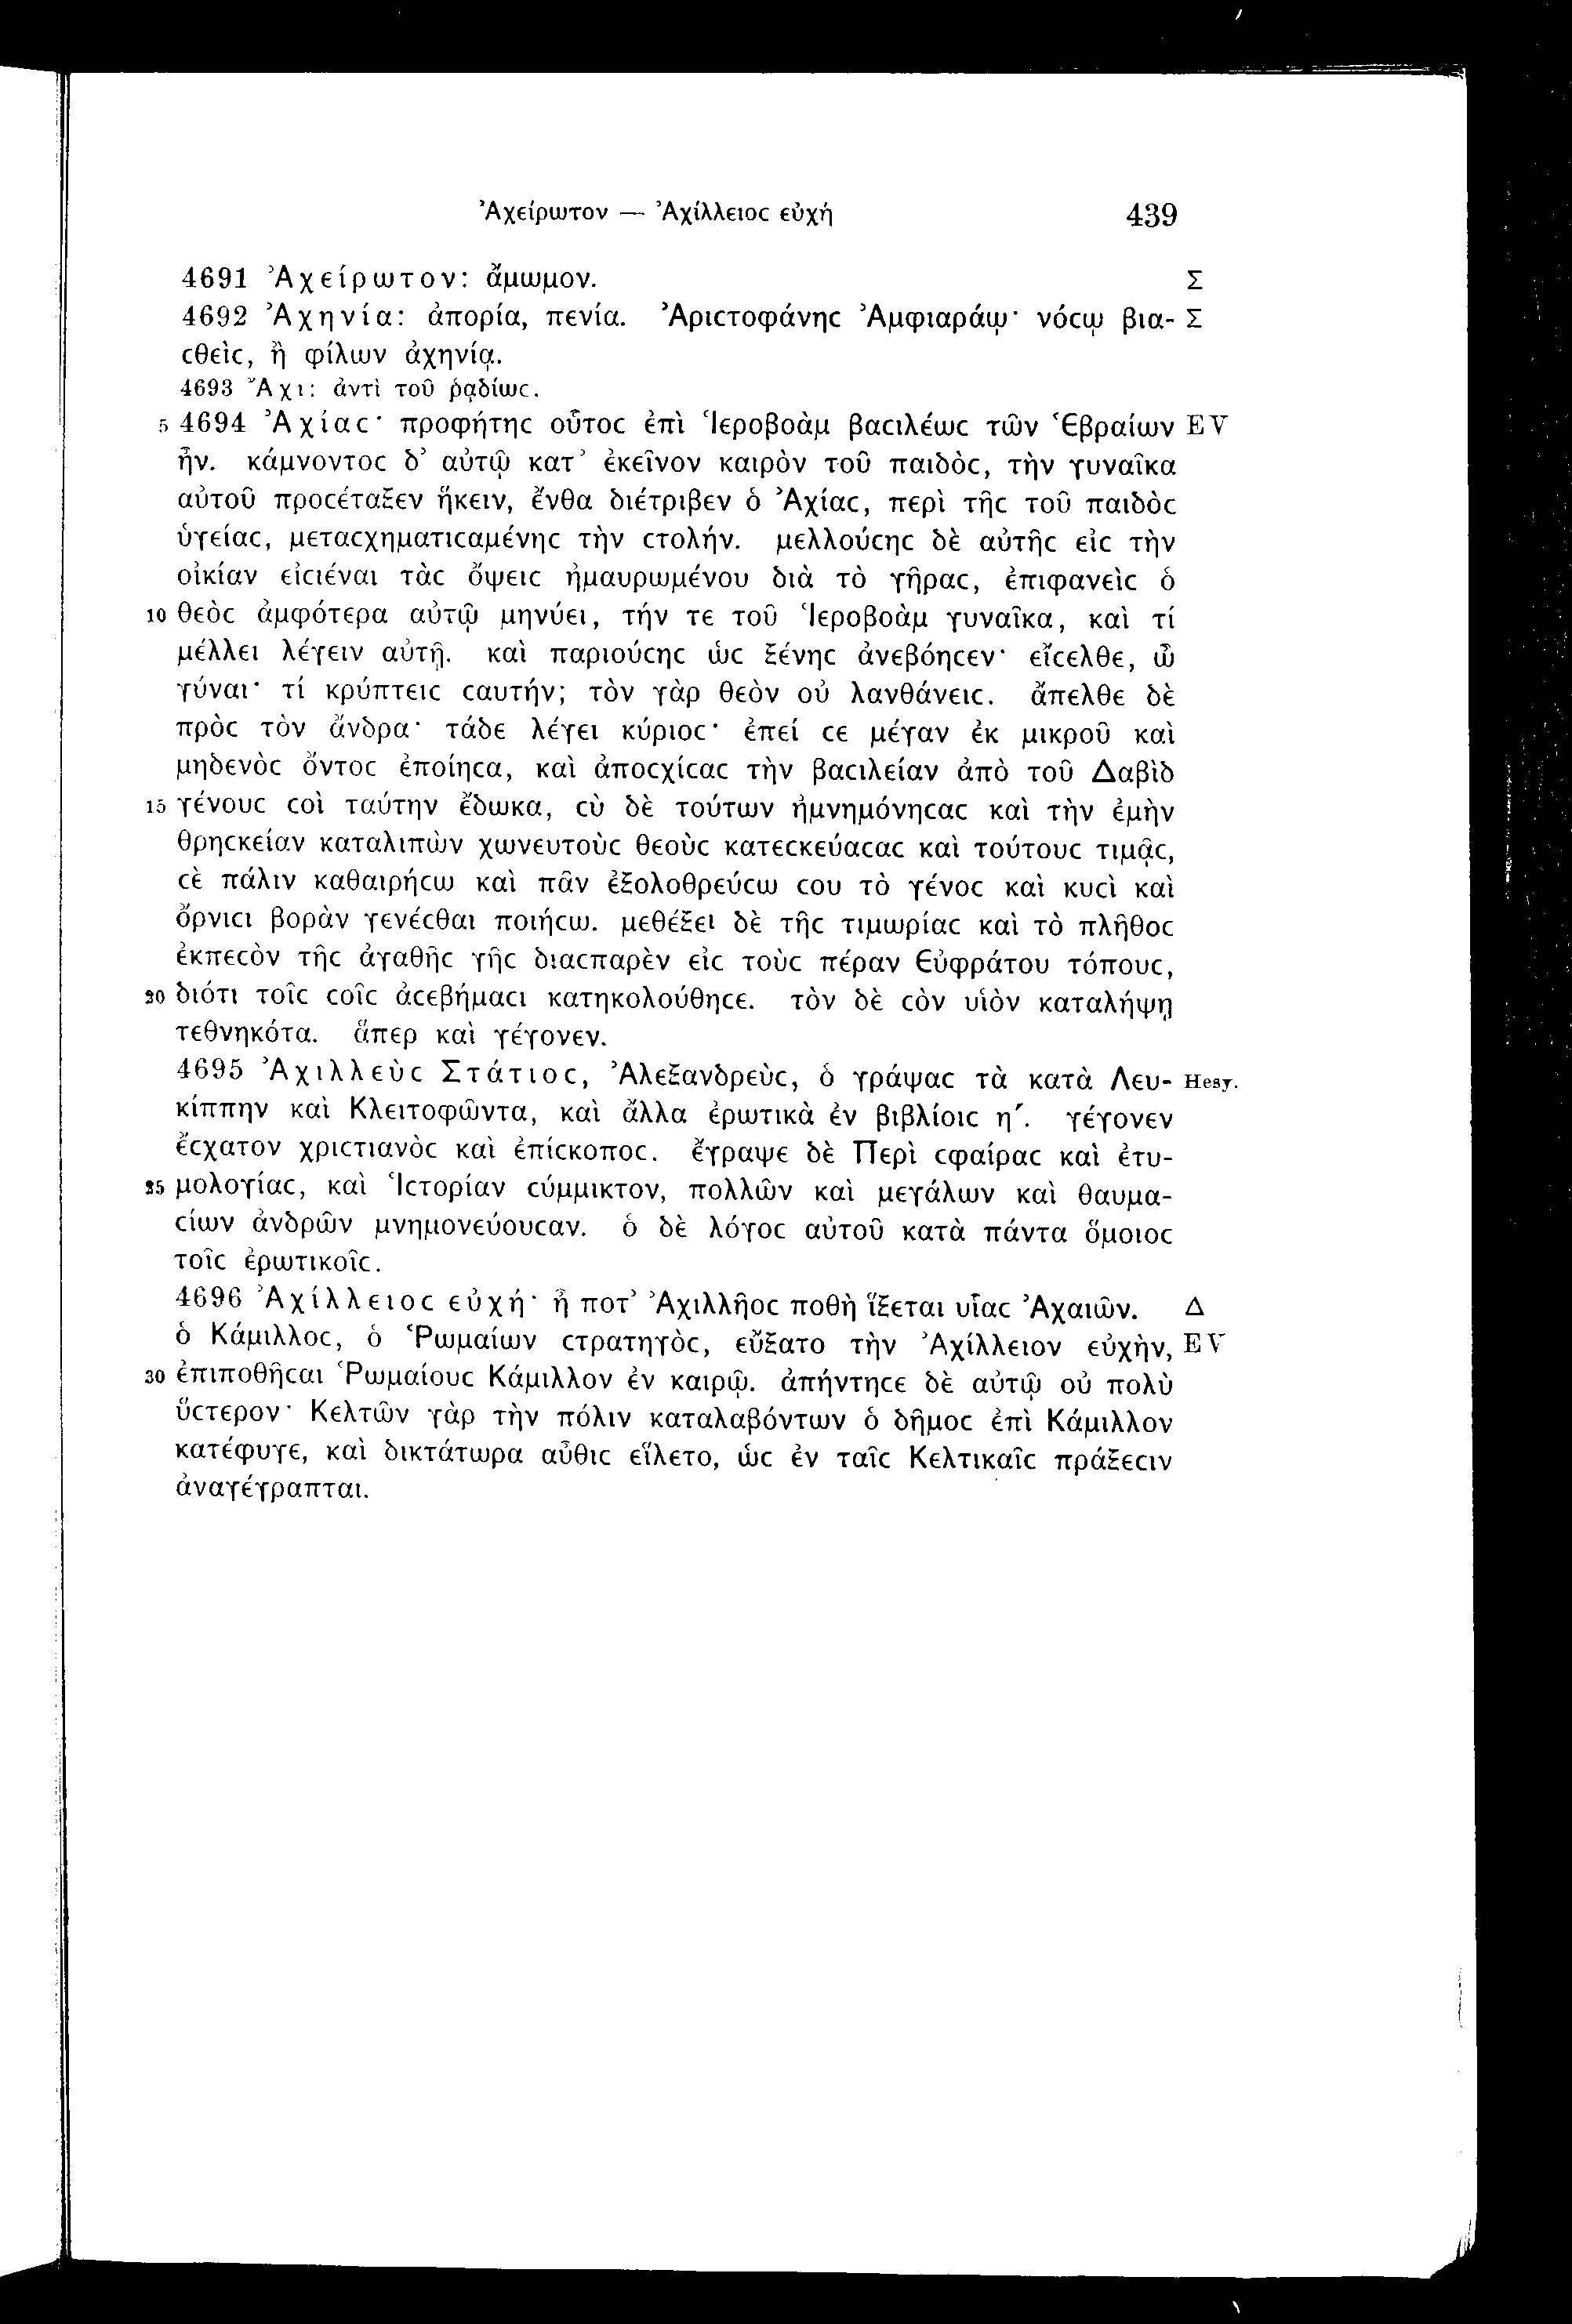 Ἀχείρωτον — Ἀχίλλειοϲ εὐχή 439
4691 Ἀχείρωτον: ἄμωμον. Σ
4692 Ἀχηνία: ἀπορία, πενία. Ἀριϲτοφάνηϲ Ἀμφιαράῳ· νόϲῳ βια- Σ
ϲθεὶϲ, ἢ φίλων ἀχηνίᾳ.
4693 Ἄχι: ἀντὶ τοῦ ῥᾳδίωϲ.
5 4694 Ἀχίαϲ· προφήτηϲ οὗτοϲ ἐπὶ Ἱεροβοὰμ βαϲιλέωϲ τῶν Ἑβραίων EV
ἦν. κάμνοντοϲ δ’ αὐτῷ κατ’ ἐκεῖνον καιρὸν τοῦ παιδὸϲ, τὴν γυναῖκα
αὐτοῦ προϲέταξεν ἥκειν, ἔνθα διέτριβεν ὁ Ἀχίαϲ, περὶ τῆϲ τοῦ παιδὸϲ
ὑγείαϲ, μεταϲχηματιϲαμένηϲ τὴν ϲτολήν. μελλούϲηϲ δὲ αὐτῆϲ εἰϲ τὴν
οἰκίαν εἰϲιέναι τὰϲ ὄψειϲ ἠμαυρωμένου διὰ τὸ γῆραϲ, ἐπιφανεὶϲ ὁ
10 θεὸϲ ἀμφότερα αὐτῷ μηνύει, τήν τε τοῦ Ἱεροβοὰμ γυναῖκα, καὶ τί
μέλλει λέγειν αὐτῇ. καὶ παριούϲηϲ ὡϲ ξένηϲ ἀνεβόηϲεν· εἴϲελθε, ὦ
γύναι· τί κρύπτειϲ ϲαυτήν; τὸν γὰρ θεὸν οὐ λανθάνειϲ. ἄπελθε δὲ
πρὸϲ τὸν ἄνδρα· τάδε λέγει κύριοϲ· ἐπεί ϲε μέγαν ἐκ μικροῦ καὶ
μηδενὸϲ ὄντοϲ ἐποίηϲα, καὶ ἀποϲχίϲαϲ τὴν βαϲιλείαν ἀπὸ τοῦ Δαβὶδ
15 γένουϲ ϲοὶ ταύτην ἔδωκα, ϲὺ δὲ τούτων ἠμνημόνηϲαϲ καὶ τὴν ἐμὴν
θρηϲκείαν καταλιπὼν χωνευτοὺϲ θεοὺϲ κατεϲκεύαϲαϲ καὶ τούτουϲ τιμᾷϲ,
ϲὲ πάλιν καθαιρήϲω καὶ πᾶν ἐξολοθρεύϲω ϲου τὸ γένοϲ καὶ κυϲὶ καὶ
ὄρνιϲι βορὰν γενέϲθαι ποιήϲω. μεθέξει δὲ τῆϲ τιμωρίαϲ καὶ τὸ πλῆθοϲ
ἐκπεϲὸν τῆϲ ἀγαθῆϲ γῆϲ διαϲπαρὲν εἰϲ τοὺϲ πέραν Εὐφράτου τόπουϲ,
20 διότι τοῖϲ ϲοῖϲ ἀϲεβήμαϲι κατηκολούθηϲε. τὸν δὲ ϲὸν υἱὸν καταλήψῃ
τεθνηκότα. ἅπερ καὶ γέγονεν.
4695 Ἀχιλλεὺϲ Στάτιοϲ, Ἀλεξανδρεὺϲ, ὁ γράψαϲ τὰ κατὰ Λευ- Hesy.
κίππην καὶ Κλειτοφῶντα, καὶ ἄλλα ἐρωτικὰ ἐν βιβλίοιϲ η΄. γέγονεν
ἔϲχατον χριϲτιανὸϲ καὶ ἐπίϲκοποϲ. ἔγραψε δὲ Περὶ ϲφαίραϲ καὶ ἐτυ-
25 μολογίαϲ, καὶ Ἱϲτορίαν ϲύμμικτον, πολλῶν καὶ μεγάλων καὶ θαυμα-
ϲίων ἀνδρῶν μνημονεύουϲαν. ὁ δὲ λόγοϲ αὐτοῦ κατὰ πάντα ὅμοιοϲ
τοῖϲ ἐρωτικοῖϲ.
4696 Ἀχίλλειοϲ εὐχή· ἦ ποτ’ Ἀχιλλῆοϲ ποθὴ ἵξεται υἷαϲ Ἀχαιῶν. Δ
ὁ Κάμιλλοϲ, ὁ Ῥωμαίων ϲτρατηγὸϲ, εὔξατο τὴν Ἀχίλλειον εὐχὴν, EV
30 ἐπιποθῆϲαι Ῥωμαίουϲ Κάμιλλον ἐν καιρῷ. ἀπήντηϲε δὲ αὐτῷ οὐ πολὺ
ὕϲτερον· Κελτῶν γὰρ τὴν πόλιν καταλαβόντων ὁ δῆμοϲ ἐπὶ Κάμιλλον
κατέφυγε, καὶ δικτάτωρα αὖθιϲ εἵλετο, ὡϲ ἐν ταῖϲ Κελτικαῖϲ πράξεϲιν
ἀναγέγραπται.